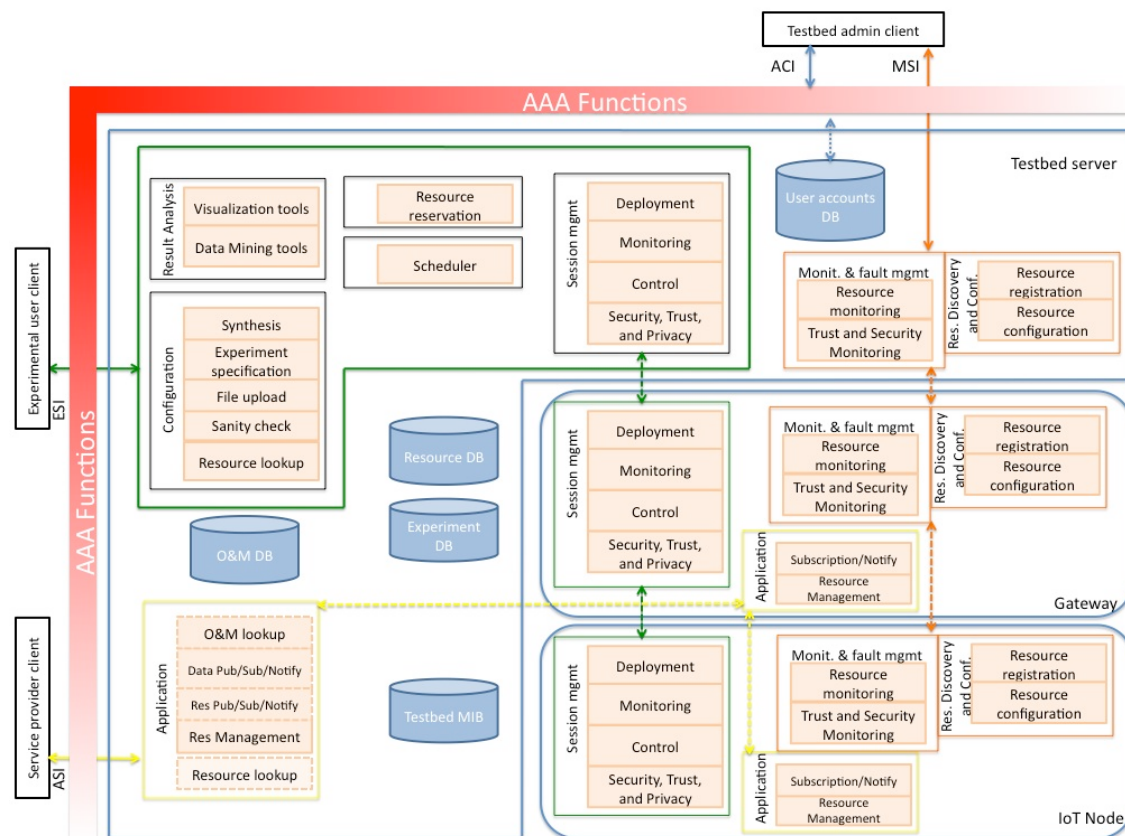 Testbed admin client
ACI
MSI
AAA Functions
Testbed server
User accounts
DB
Experimental user client
ESI
AAA Functions
Result Analysis
Visualization tools
Data Mining tools
Resource
reservation
Scheduler
Session mgmt
Deployment
Monitoring
Control
Security, Trust,
and Privacy
Configuration
Synthesis
Experiment
specification
File upload
Sanity check
Resource lookup
Monit. & fault mgmt
Resource
monitoring
Trust and Security
Monitoring
Res. Discovery
and Conf.
Resource
registration
Resource
configuration
Resource DB
Experiment
DB
O&M DB
Session mgmt
Deployment
Monitoring
Control
Security, Trust,
and Privacy
Monit. & fault mgmt
Resource
monitoring
Trust and Security
Monitoring
Res. Discovery
and Conf.
Resource
registration
Resource
configuration
Application
Subscription/Notify
Resource
Management
Gateway
Service provider client
ASI
Application
O&M lookup
Data Pub/Sub/Notify
Res Pub/Sub/Notify
Res Management
Resource lookup
Testbed MIB
Session mgmt
Deployment
Monitoring
Control
Security, Trust,
and Privacy
Monit. & fault mgmt
Resource
monitoring
Trust and Security
Monitoring
Res. Discovery
and Conf.
Resource
registration
Resource
configuration
Application
Subscription/Notify
Resource
Management
IoT Node